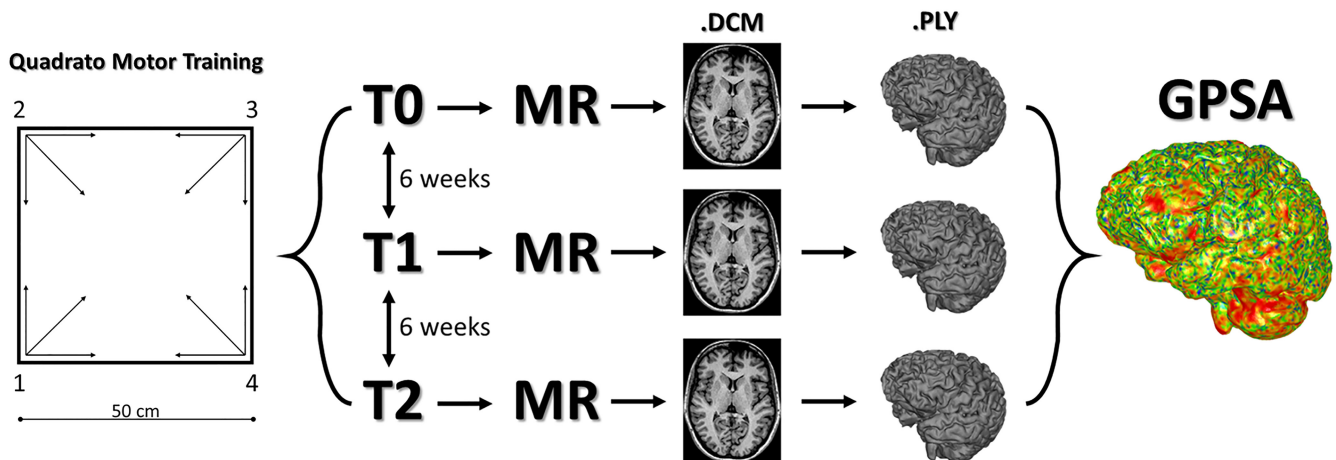 Quadrato Motor Training
2
3
1
4
50 cm
T0
MR
6 weeks
T1
MR
6 weeks
T2
MR
.DCM
.PLY
GPSA